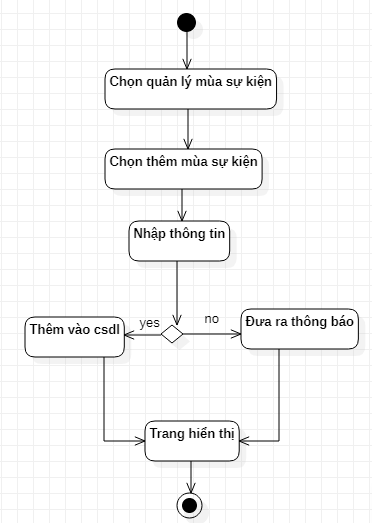 Chọn quản lý mùa sự kiện
Chọn thêm mùa sự kiện
Nhập thông tin
yes
no
Thêm vào csdl
Đưa ra thông báo
Trang hiển thị